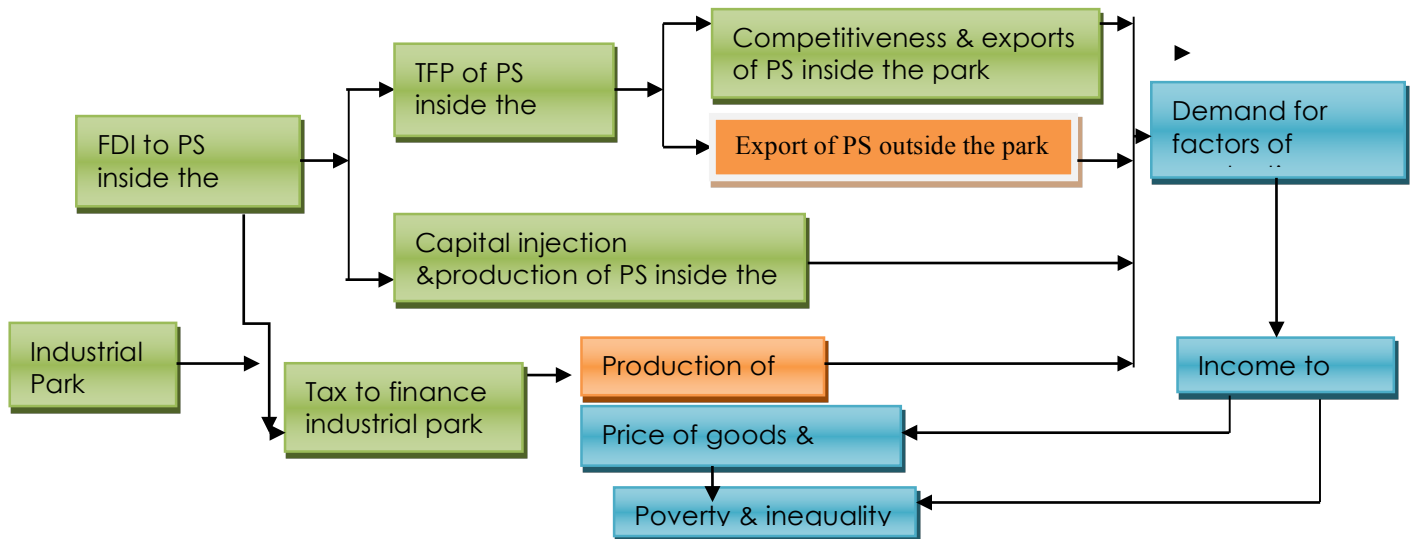 Competitiveness & exports
of PS inside the park
TFP of PS
inside the
Export of PS outside the park
Demand for
factors of
FDI to PS
inside the
Capital injection
&production of PS inside the
Industrial
Park
Tax to finance
industrial park
Production of
Income to
Price of goods &
Poverty & inequality